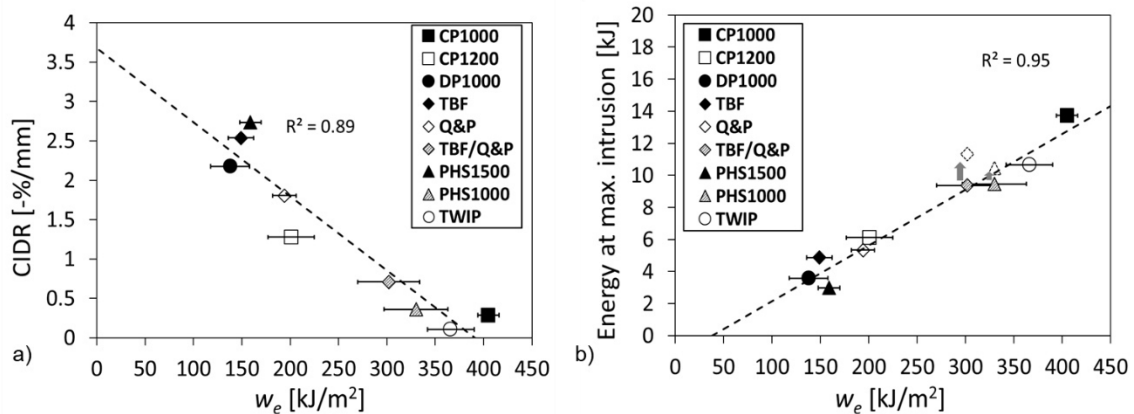 4
3.5
3
2.5
2
1.5
1
0.5
0
CIDR [-%/mm]
R² = 0.89
CP1000
CP1200
DP1000
TBF
Q&P
TBF/Q&P
PHS1500
PHS1000
TWIP
0 50 100 150 200 250 300 350 400 450
we [kJ/m²]
a)
20
18
16
14
12
10
8
6
4
2
0
Energy at max. intrusion [kJ]
CP1000
CP1200
DP1000
TBF
Q&P
TBF/Q&P
PHS1500
PHS1000
TWIP
R² = 0.95
0 50 100 150 200 250 300 350 400 450
we [kJ/m²]
b)